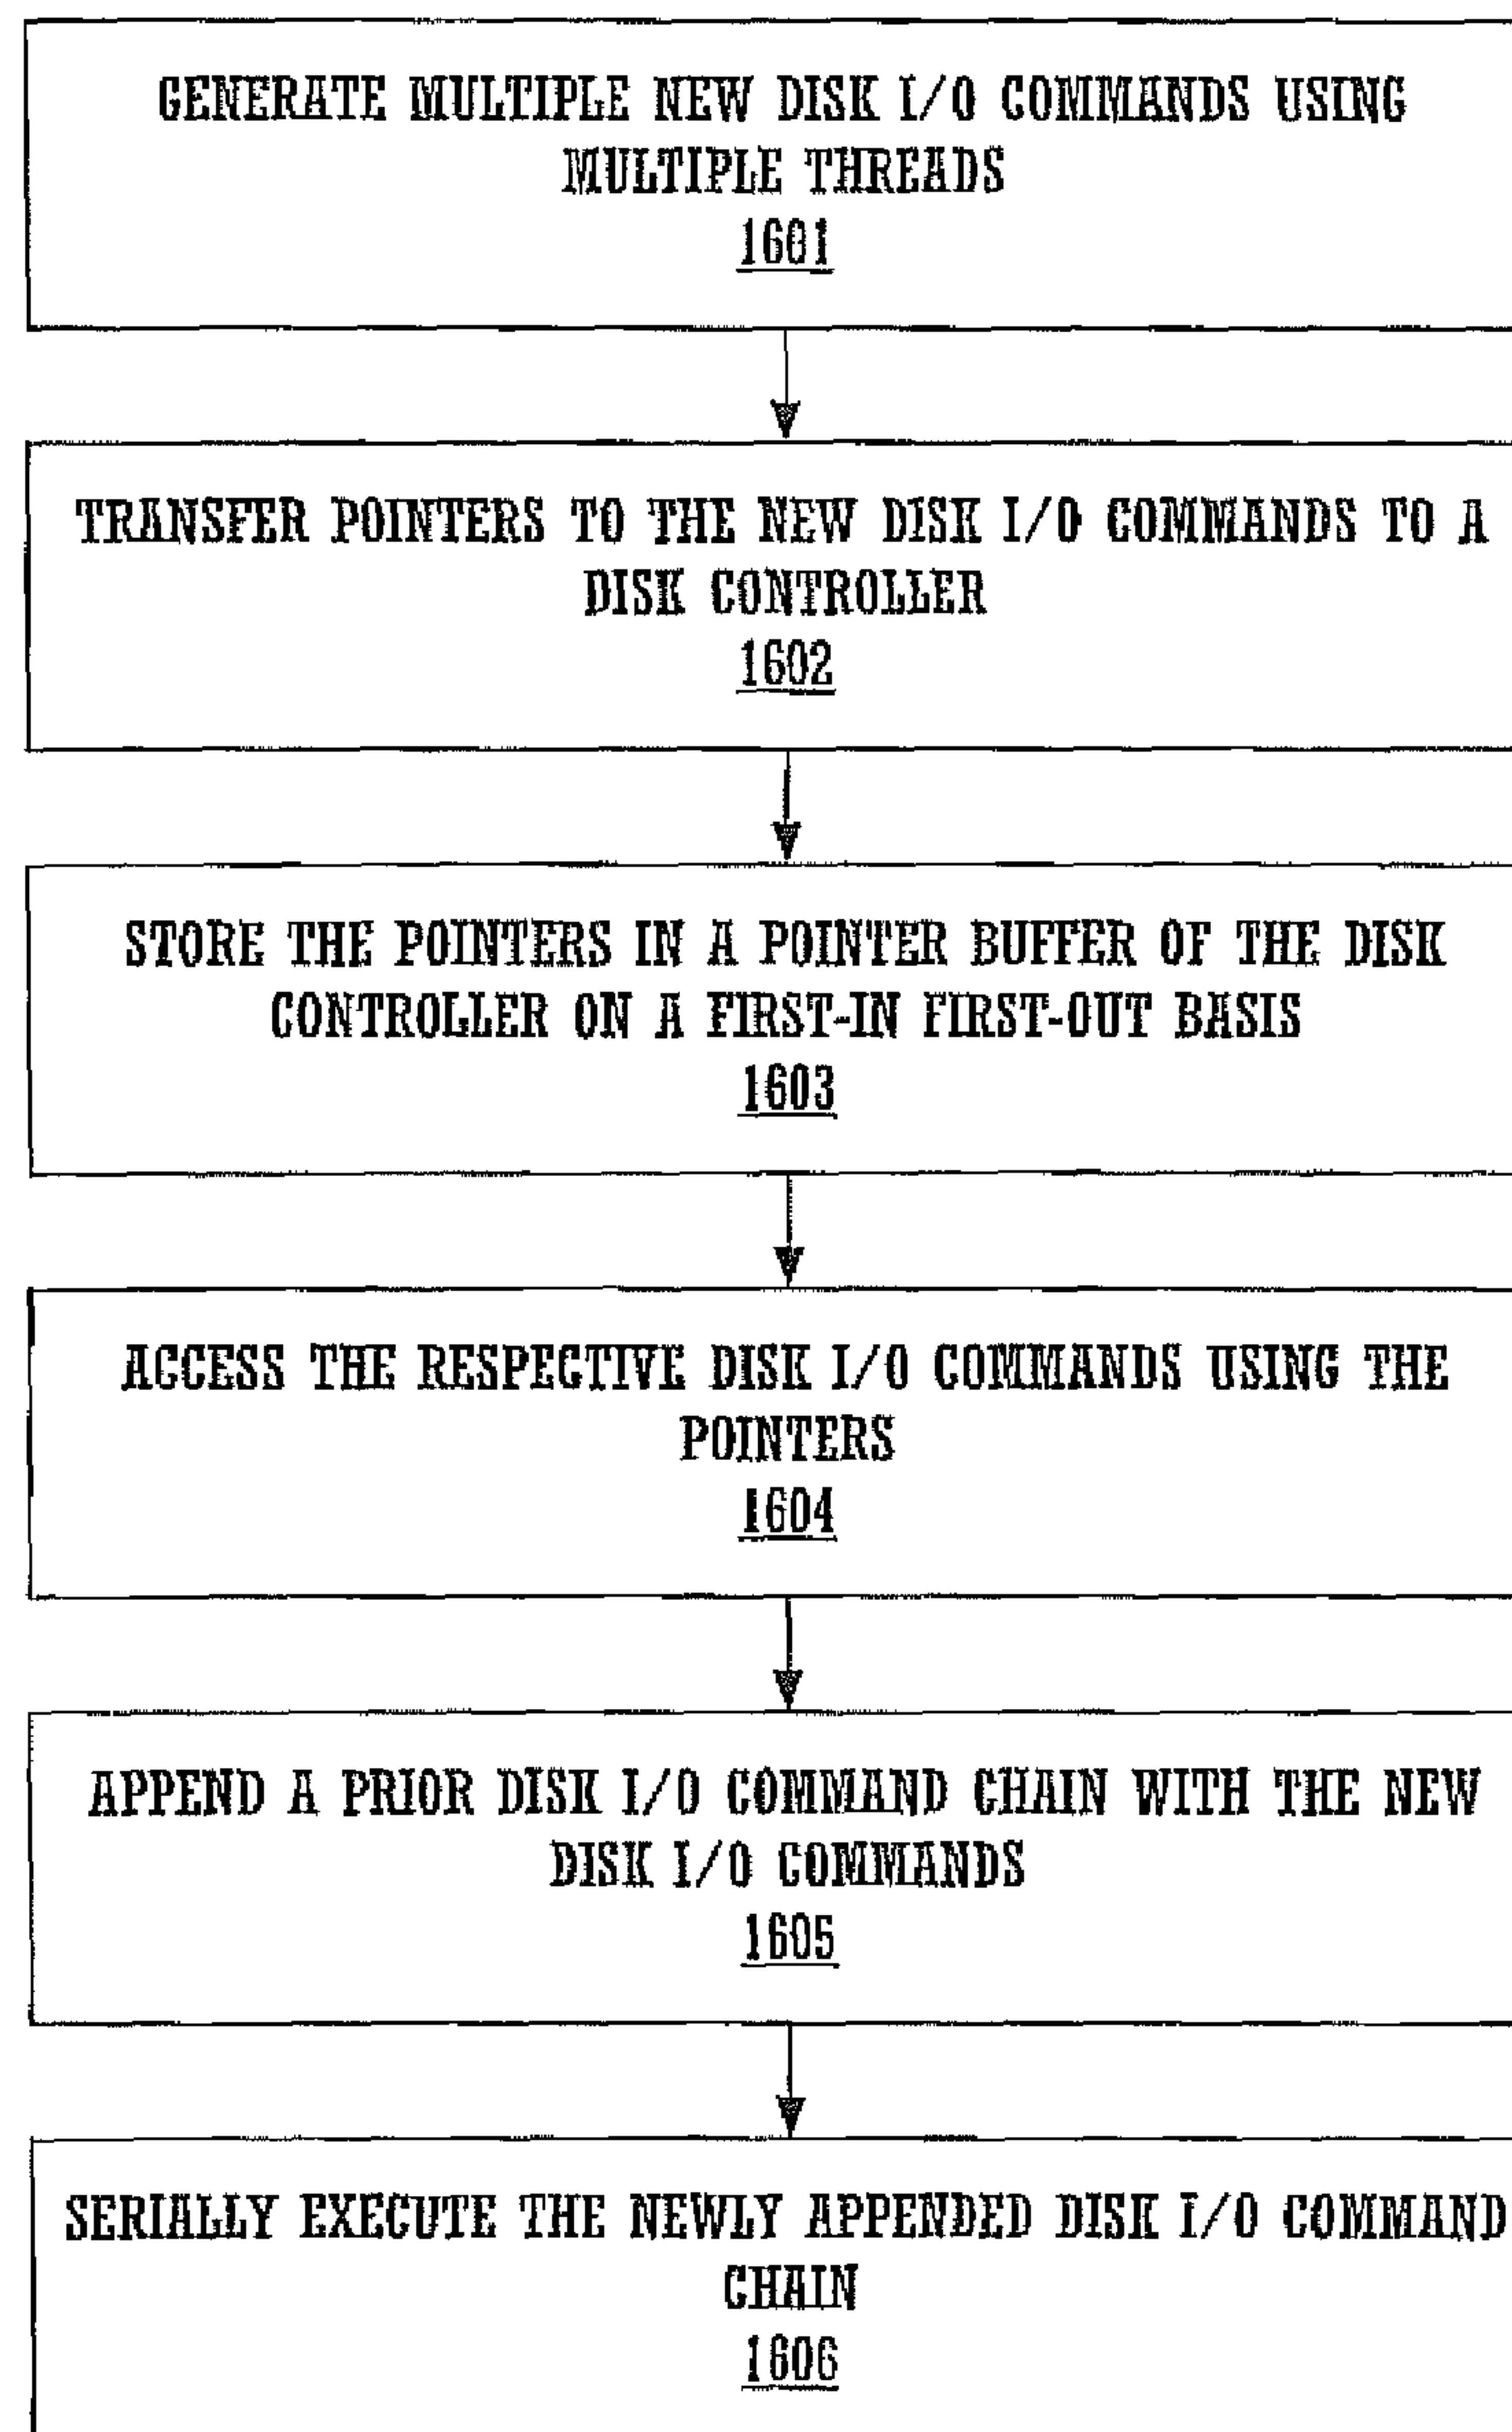 GENERATE MULTIPLE NEW DISK I/O COMMANDS USING
MULTIPLE THREADS
1601
TRANSFER POINTERS TO THE NEW DISK I/O COMMANDS TO A
DISK CONTROLLER
1602
STORE THE POINTERS IN A POINTER BUFFER OF THE DISK
CONTROLLER ON A FIRST-IN FIRST-OUT BASIS
1603
ACCESS THE RESPECTIVE DISK I/O COMMANDS USING THE
POINTERS
1604
APPEND A PRIOR DISK I/O COMMAND CHAIN WITH THE NEW
DISK I/O COMMANDS
1605
SERIALLY EXECUTE THE NEWLY APPENDED DISK I/O COMMAND
CHAIN
1606